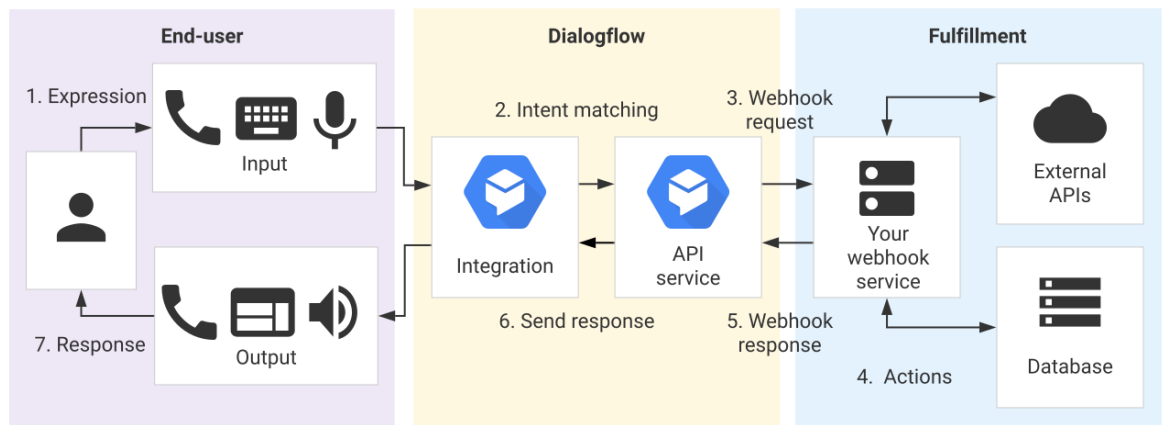 End-user
Dialogflow
Fulfillment
1. Expression
Input
2. Intent matching
3. Webhook
request
External
APIs
Integration
API
service
Your
webhook
service
7. Response
Output
6. Send response
5. Webhook
response
4. Actions
Database